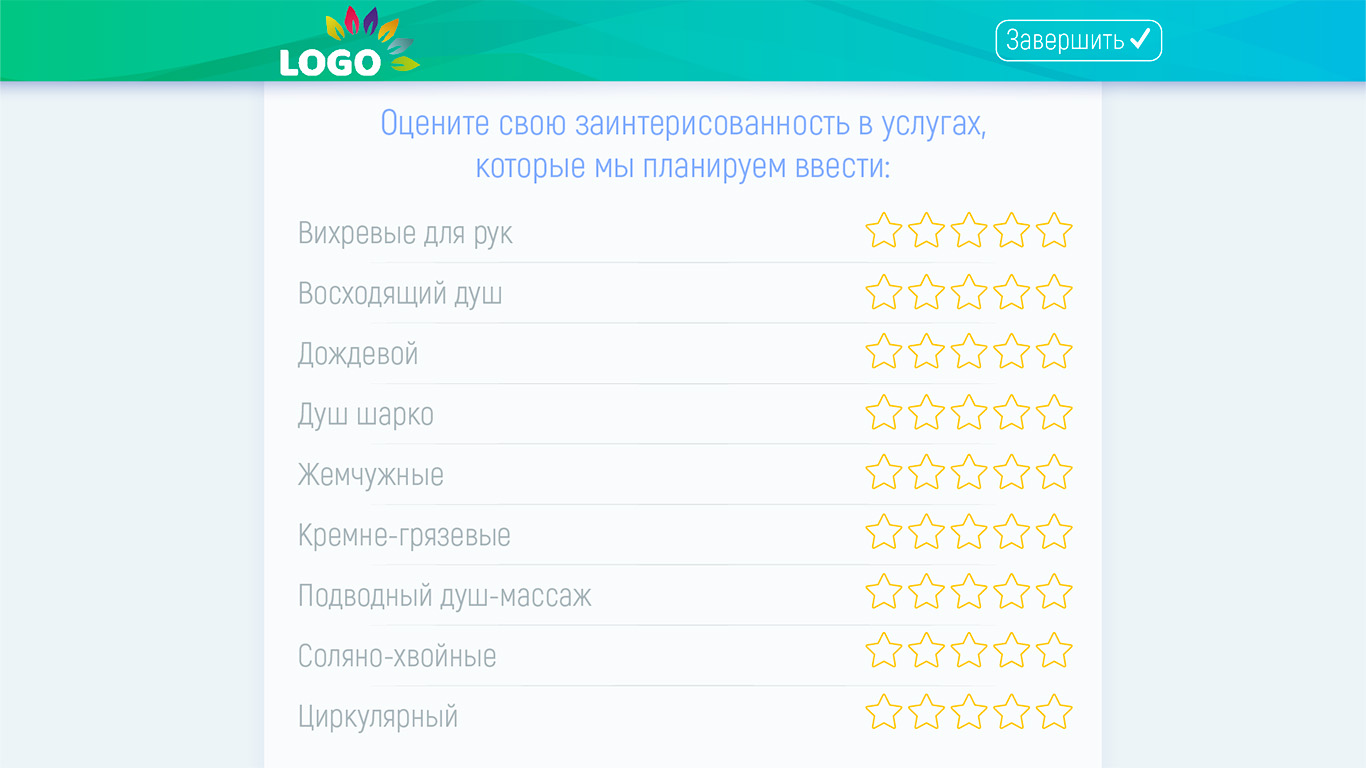 LOGO
Завершить
Оцените свою заинтерисованность в услугах,
которые мы планируем ввести:
Вихревые для рук
Восходящий душ
Дождевой
Душ шарко
Жемчужные
Кремне-грязевые
Подводный душ-массаж
Соляно-хвойные
Циркулярный